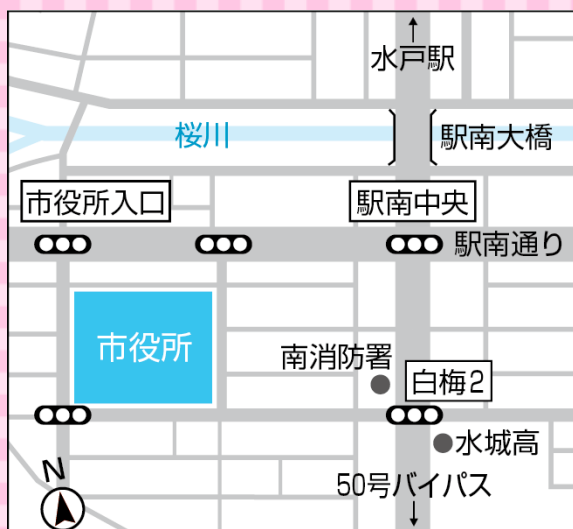 水戸駅
桜川
駅南大橋
市役所入口
駅南中央
駅南通り
市役所
南消防署
白梅2
水城高
N
50号バイパス